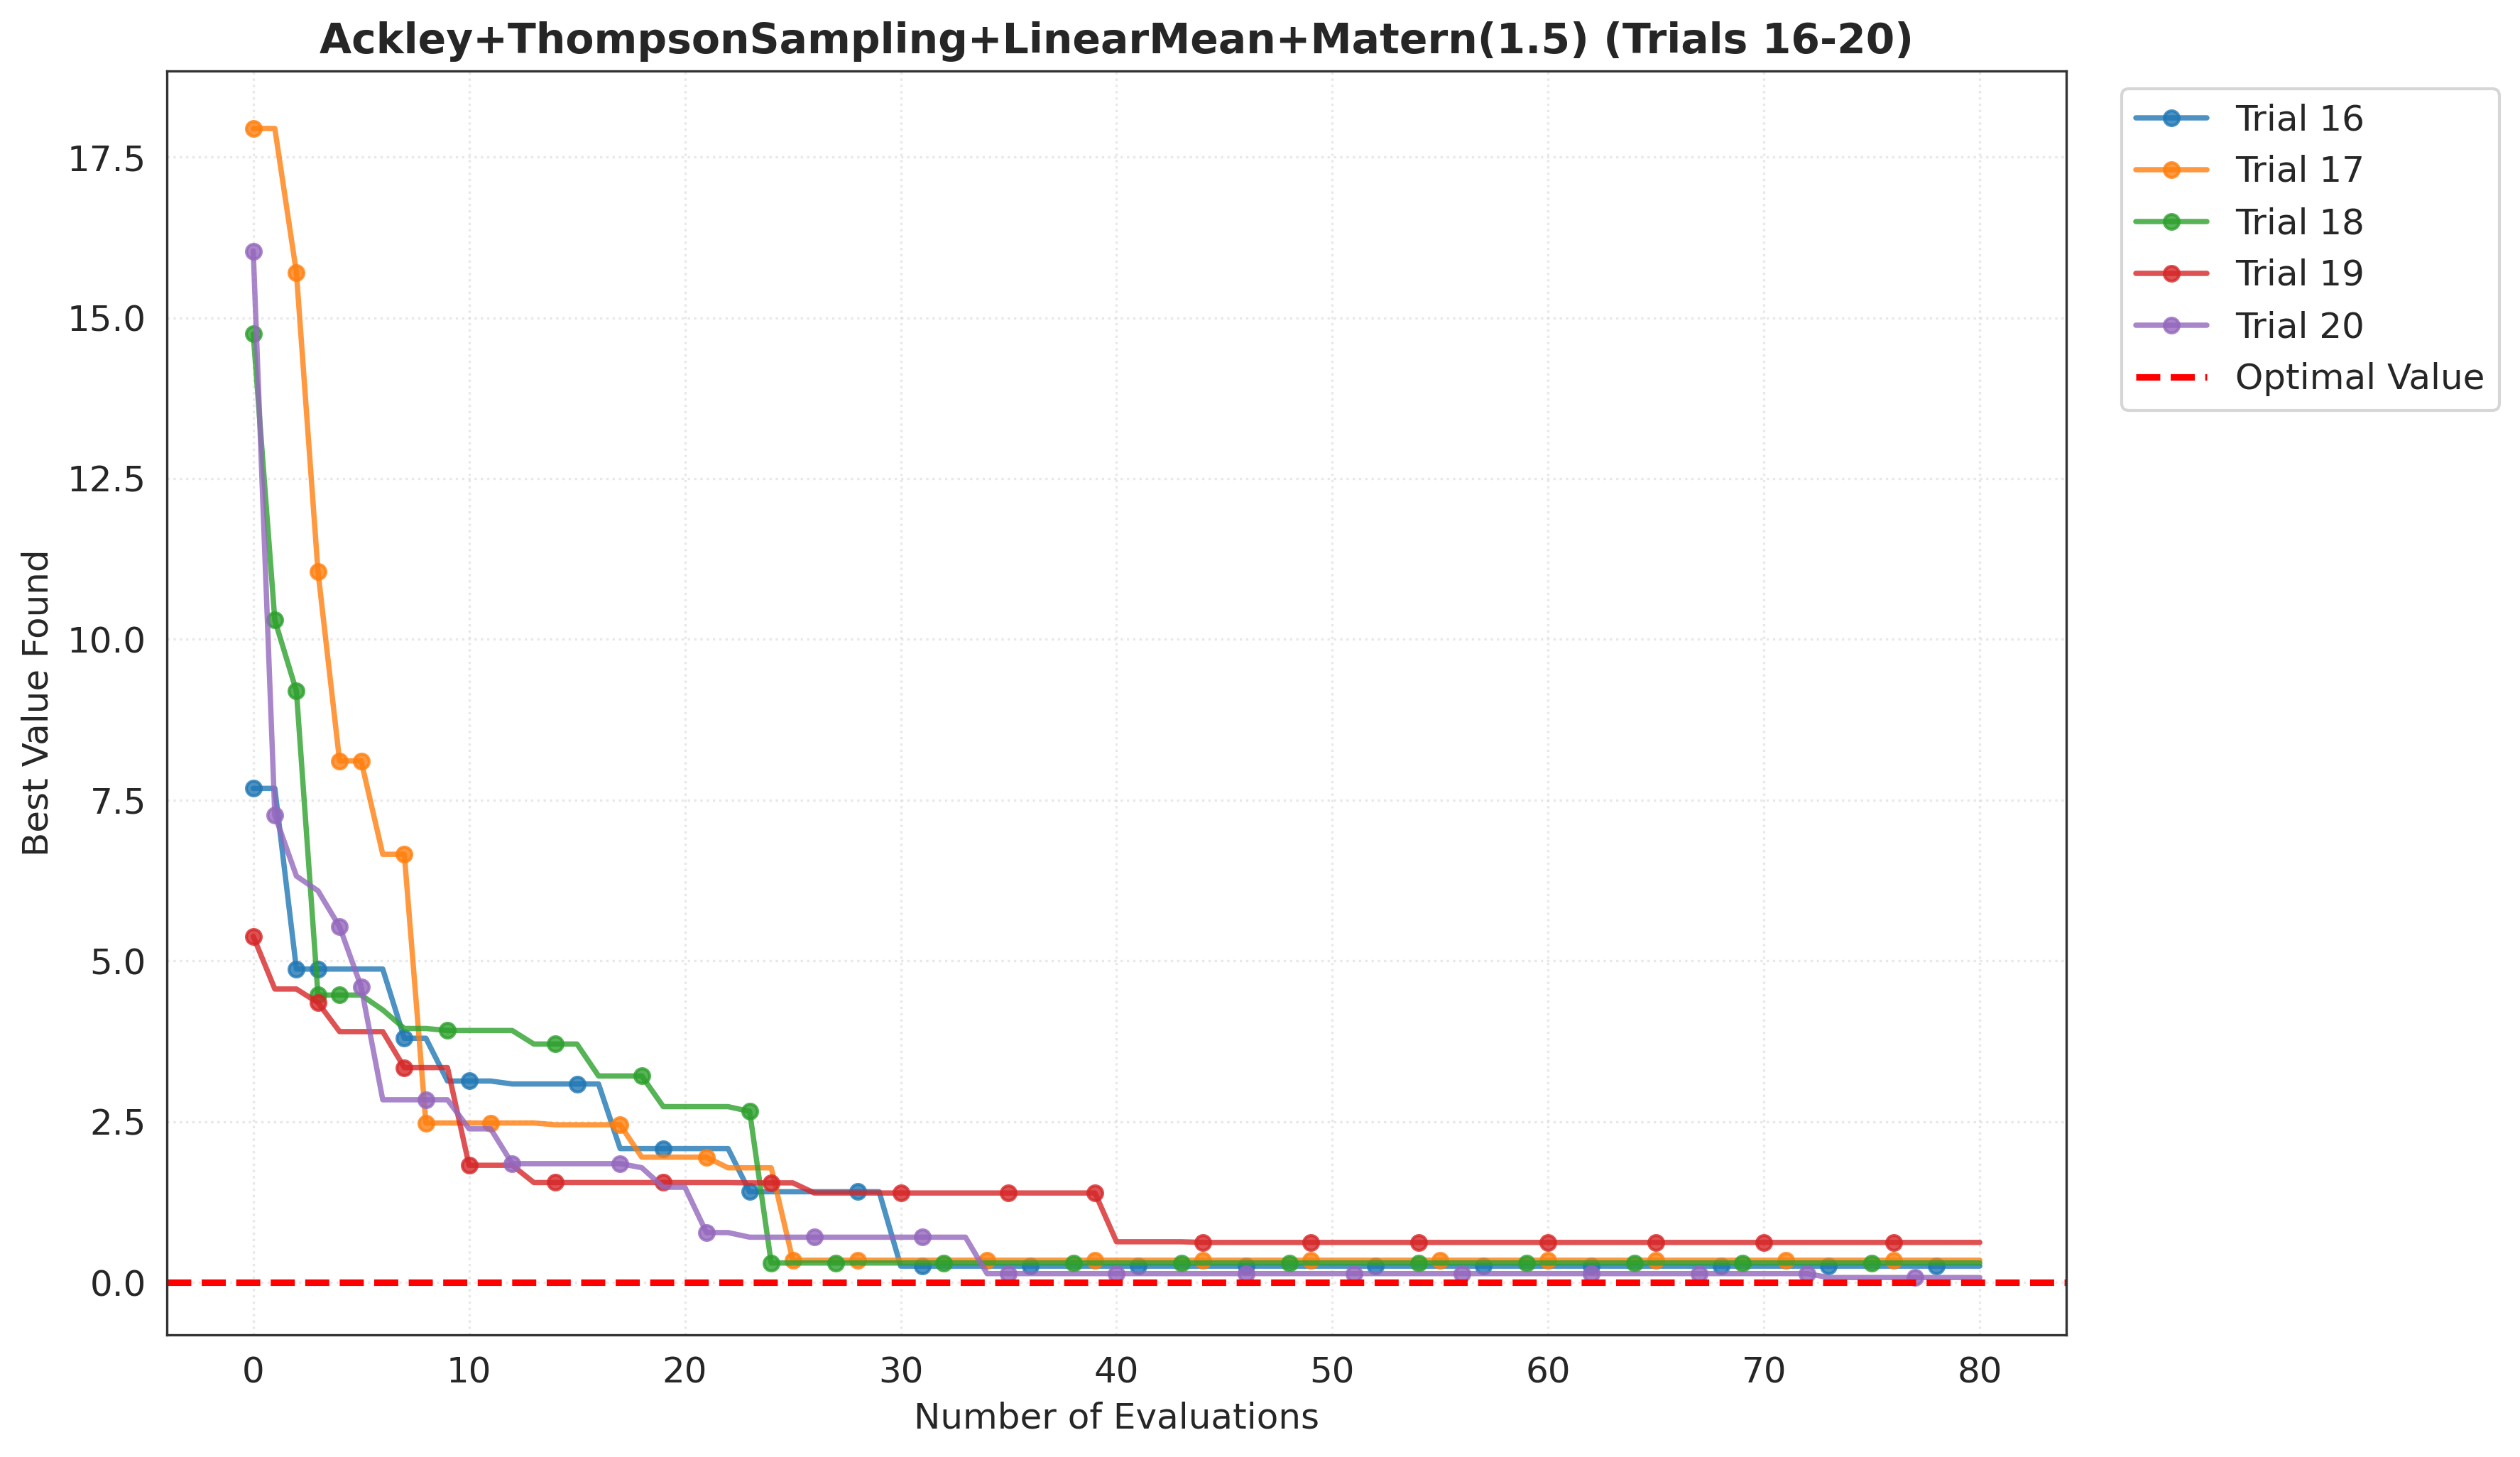 Ackley+ThompsonSampling+LinearMean+Matern(1.5) (Trials 16-20)
Best Value Found
17.5
15.0
12.5
10.0
7.5
5.0
2.5
0.0
0 10 20 30 40 50 60 70 80
Number of Evaluations
Trial 16
Trial 17
Trial 18
Trial 19
Trial 20
Optimal Value